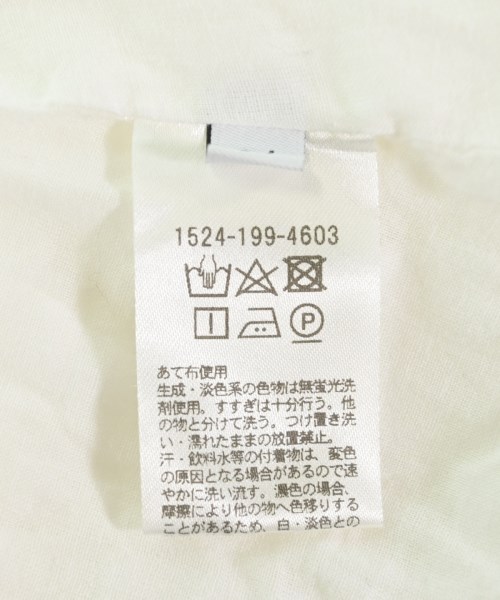 1524-199-4603
P
あて布使用
生成・淡色系の色物は無蛍光洗
剤使用。すすぎは十分行う。他
の物と分けて洗う。つけ置き洗
い・濡れたままの放置禁止。
汗・飲料水等の付着物は、変色
の原因となる場合があるので速
やかに洗い流す。濃色の場合、
摩擦により他の物へ色移りする
ことがあるため、白・淡色との